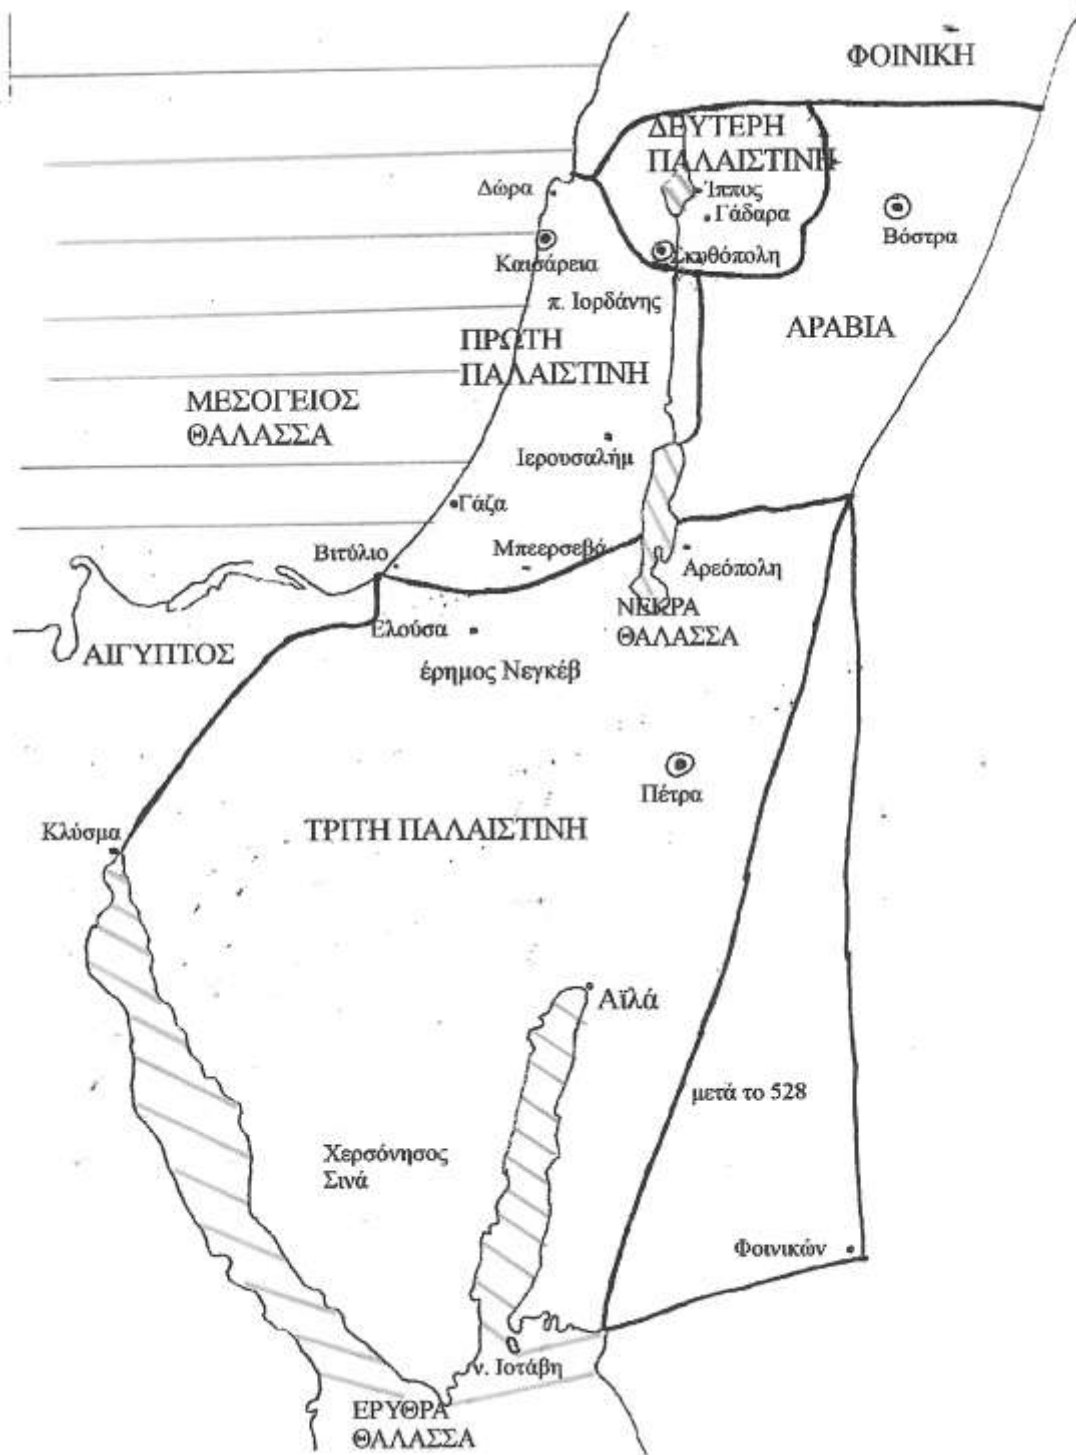 ΦΟΙΝΙΚΗ
ΔΕΥΤΕΡΗ
ΠΑΛΑΙΣΤΙΝΗ
Δώρα
Ίππος
Γάδαρα
Βόστρα
Καισάρεια
Σκυθόπολη
π. Ιορδάνης
ΑΡΑΒΙΑ
ΠΡΩΤΗ
ΠΑΛΑΙΣΤΙΝΗ
ΜΕΣΟΓΕΙΟΣ
ΘΑΛΑΣΣΑ
Ιερουσαλήμ
Γάζα
Βιτύλιο
Μπεερσεβά
Αρεόπολη
ΝΕΚΡΑ
ΘΑΛΑΣΣΑ
Ελούσα
ΑΙΓΥΠΤΟΣ
έρημος Νεγκέβ
Πέτρα
Κλύσμα
ΤΡΙΤΗ ΠΑΛΑΙΣΤΙΝΗ
Αϊλά
μετά το 528
Χερσόνησος
Σινά
Φοινικών
ν. Ιοτάβη
ΕΡΥΘΡΑ
ΘΑΛΑΣΣΑ